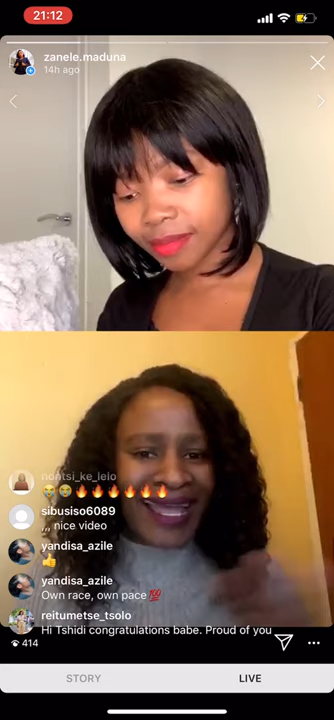 21:12
zanele.maduna
14h ago
nontsi_ke_lelo
😭😭🔥🔥🔥🔥🔥🔥
sibusiso6089
,,, nice video
yandisa_azile
👍
yandisa_azile
Own race, own pace 💯
reitumetse_tsolo
Hi Tshidi congratulations babe. Proud of you
414
STORY LIVE